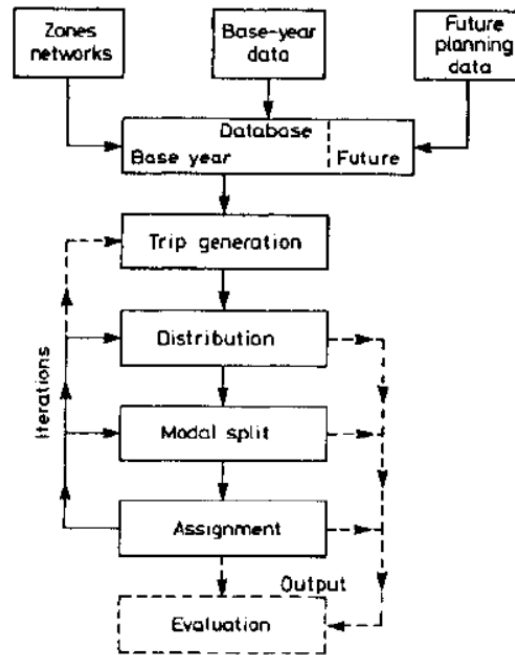 Zones
networks
Base-year
data
Future
planning
data
Database
Base year
Future
Trip generation
Distribution
Iterations
Modal split
Assignment
Output
Evaluation